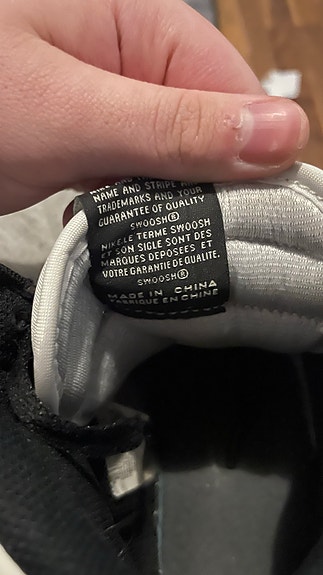 NAME AND STRIPE
TRADEMARKS AND YOUR
GUARANTEE OF QUALITY
SWOOSH®
NIKE LE TERME SWOOSH
ET SON SIGLE SONT DES
MARQUES DEPOSEES ET
VOTRE GARANTIE DE QUALITE.
SWOOSH®
MADE IN CHINA
FABRIQUE EN CHINE